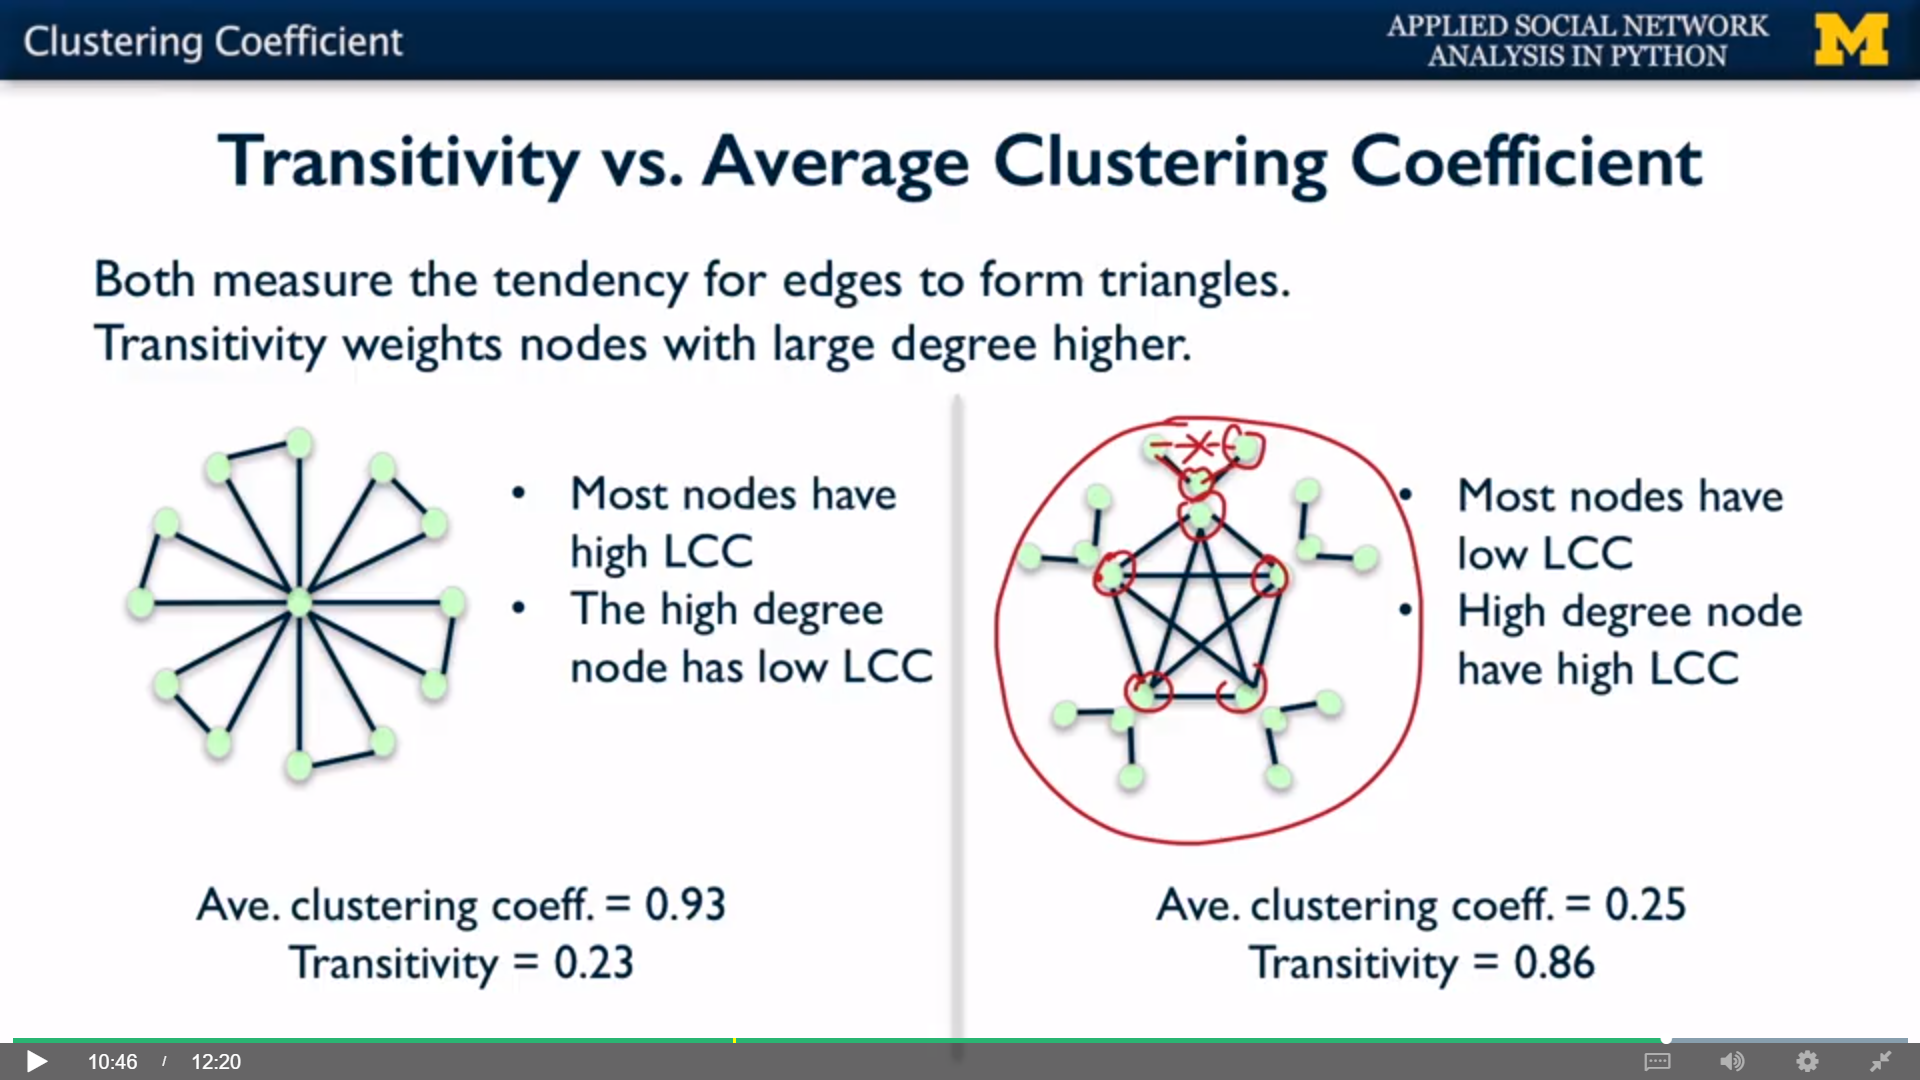 Clustering Coefficient
APPLIED SOCIAL NETWORK
ANALYSIS IN PYTHON
M
Transitivity vs. Average Clustering Coefficient
Both measure the tendency for edges to form triangles.
Transitivity weights nodes with large degree higher.
• Most nodes have
high LCC
• The high degree
node has low LCC
Ave. clustering coeff. = 0.93
Transitivity = 0.23
• Most nodes have
low LCC
• High degree node
have high LCC
Ave. clustering coeff. = 0.25
Transitivity = 0.86
10:46 / 12:20